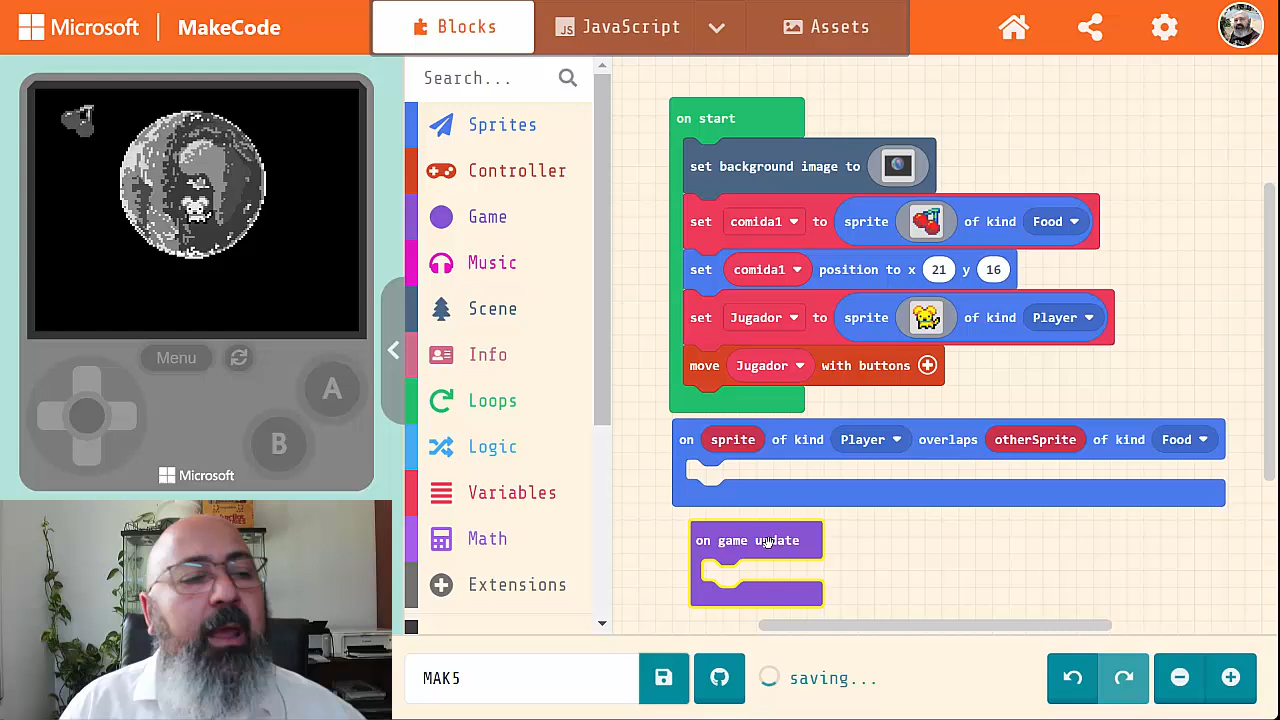 Microsoft MakeCode Blocks JavaScript Assets
Search...
Sprites
Controller
Game
Music
Scene
Info
Loops
Logic
Variables
Math
Extensions
Menu
A
B
Microsoft
on start
set background image to
set comida1 to sprite of kind Food
set comida1 position to x 21 y 16
set Jugador to sprite of kind Player
move Jugador with buttons
on sprite of kind Player overlaps otherSprite of kind Food
on game update
MAK5
saving...